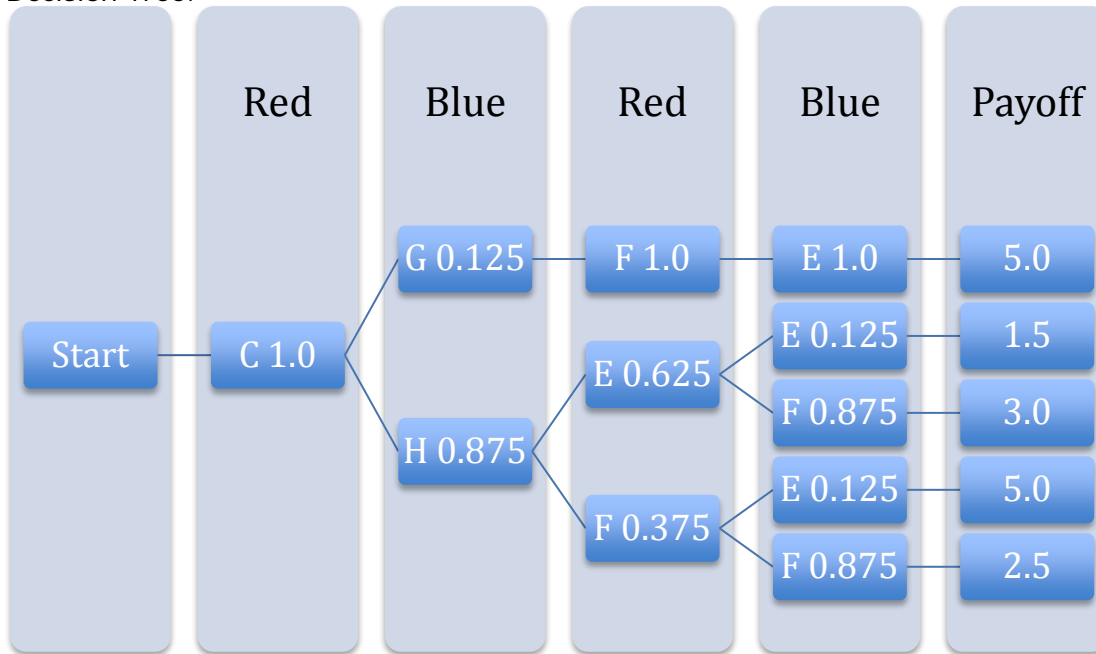 Decision Tree:
Red Blue Red Blue Payoff
G 0.125 F 1.0 E 1.0 5.0
E 0.125 1.5
Start C 1.0
E 0.625
F 0.875 3.0
H 0.875
E 0.125 5.0
F 0.375
F 0.875 2.5